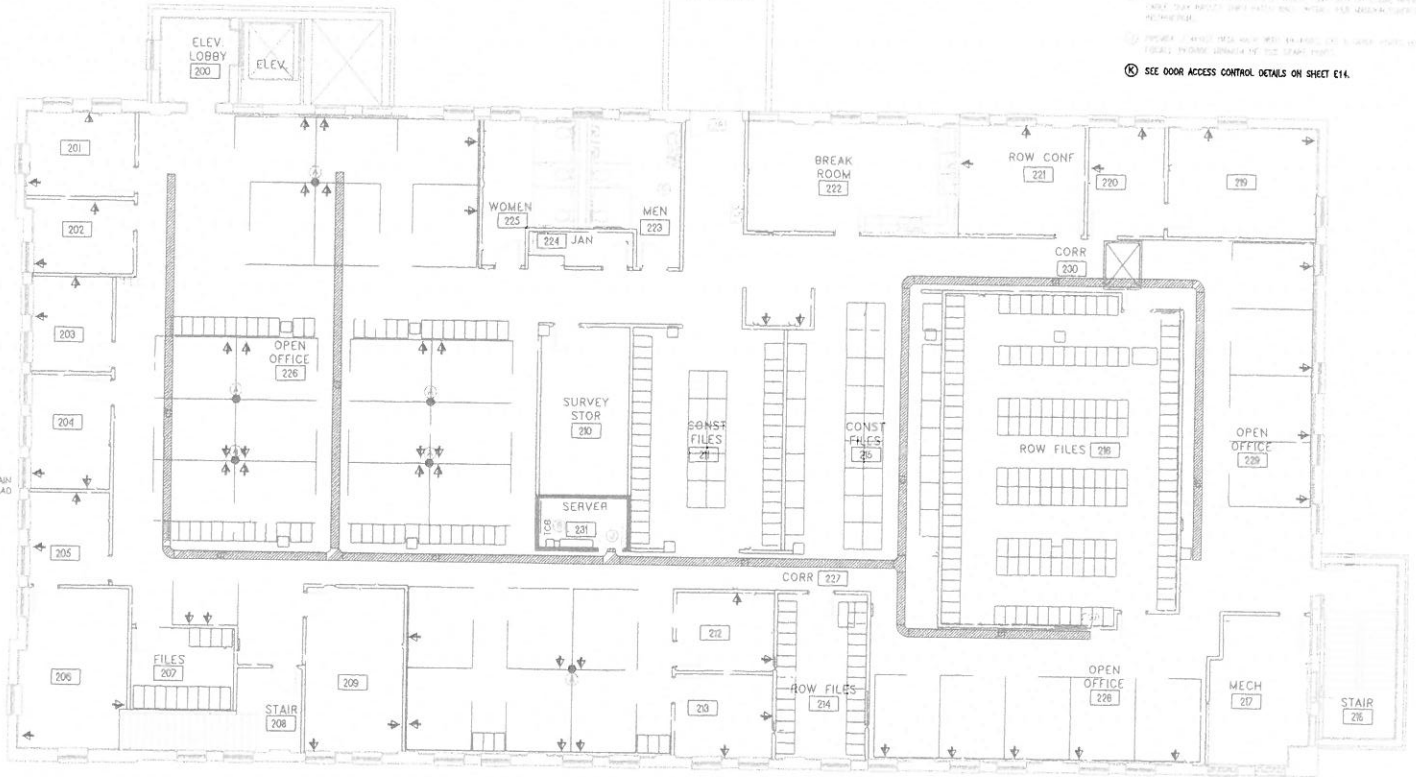 Ⓚ SEE DOOR ACCESS CONTROL DETAILS ON SHEET E14.
ELEV.
LOBBY
200
ELEV.
201
202
203
204
205
206
FILES
207
STAIR
208
209
OPEN
OFFICE
226
WOMEN
225
224 JAN
MEN
223
BREAK
ROOM
222
ROW CONF
221
220
219
CORR
230
SURVEY
STOR
210
SERVER
231
TGB
CONST
FILES
211
CONST
FILES
215
ROW FILES 218
OPEN
OFFICE
229
CORR 227
212
213
ROW FILES
214
OPEN
OFFICE
228
MECH
217
STAIR
216